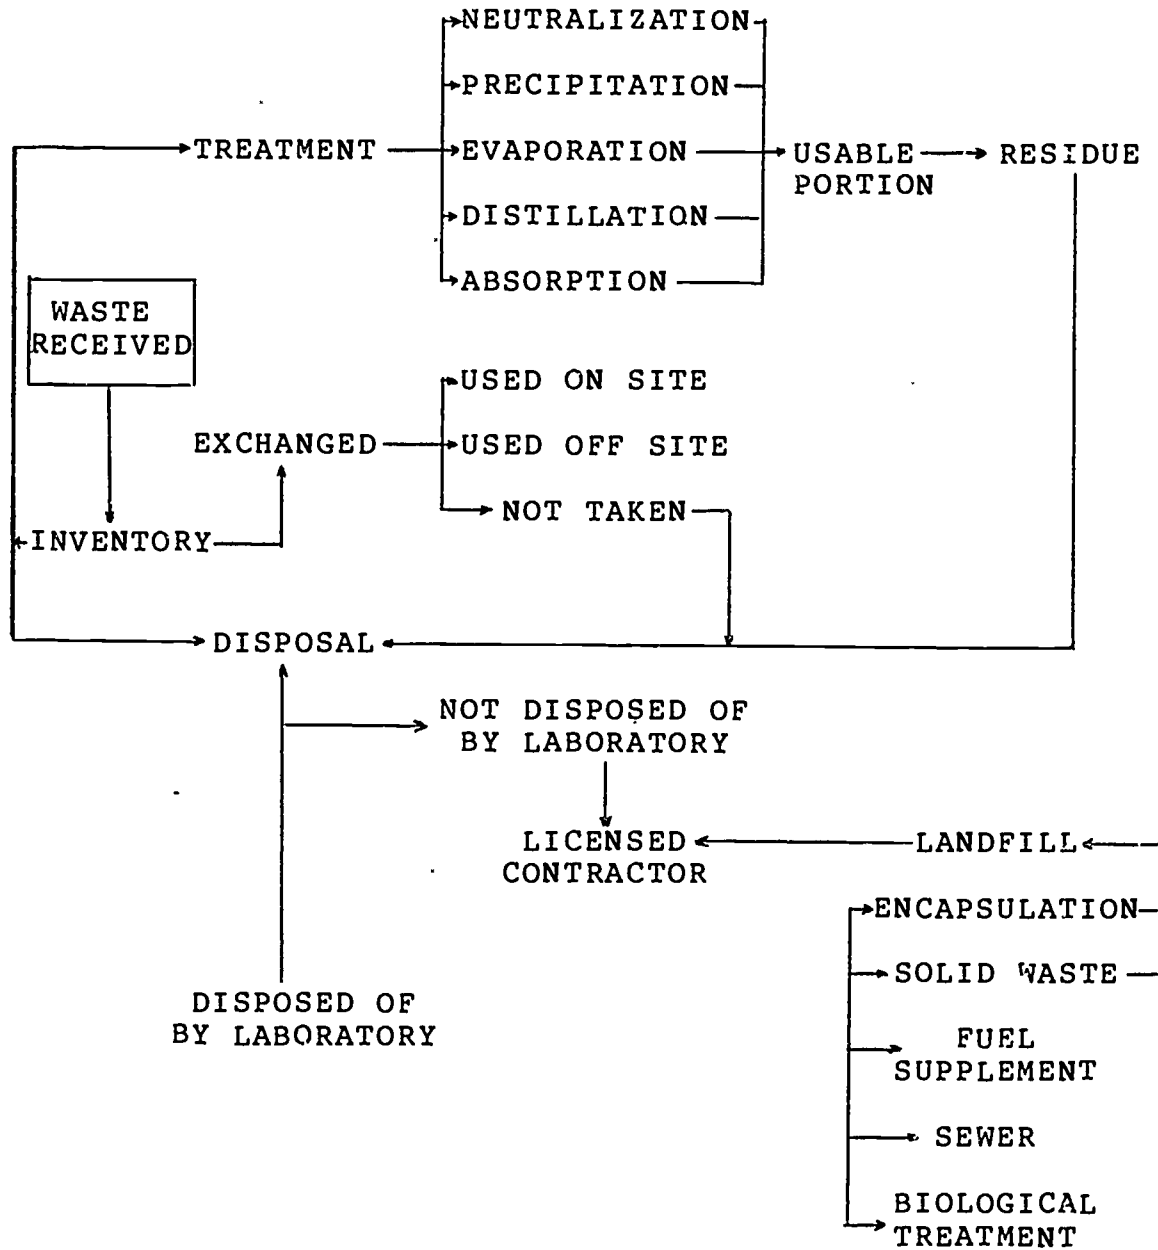 NEUTRALIZATION
PRECIPITATION
TREATMENT
EVAPORATION
USABLE
PORTION
RESIDUE
DISTILLATION
ABSORPTION
WASTE
RECEIVED
USED ON SITE
EXCHANGED
USED OFF SITE
NOT TAKEN
INVENTORY
DISPOSAL
NOT DISPOSED OF
BY LABORATORY
LICENSED
CONTRACTOR
LANDFILL
ENCAPSULATION
SOLID WASTE
DISPOSED OF
BY LABORATORY
FUEL
SUPPLEMENT
SEWER
BIOLOGICAL
TREATMENT